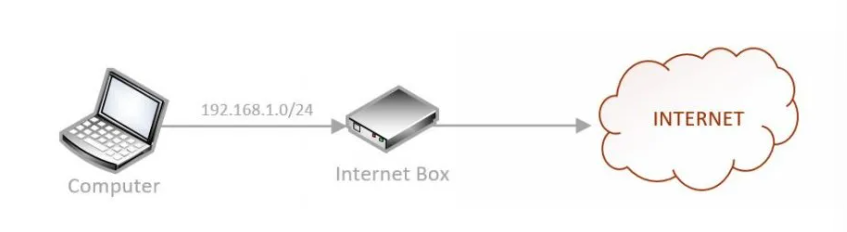 192.168.1.0/24
INTERNET
Internet Box
Computer